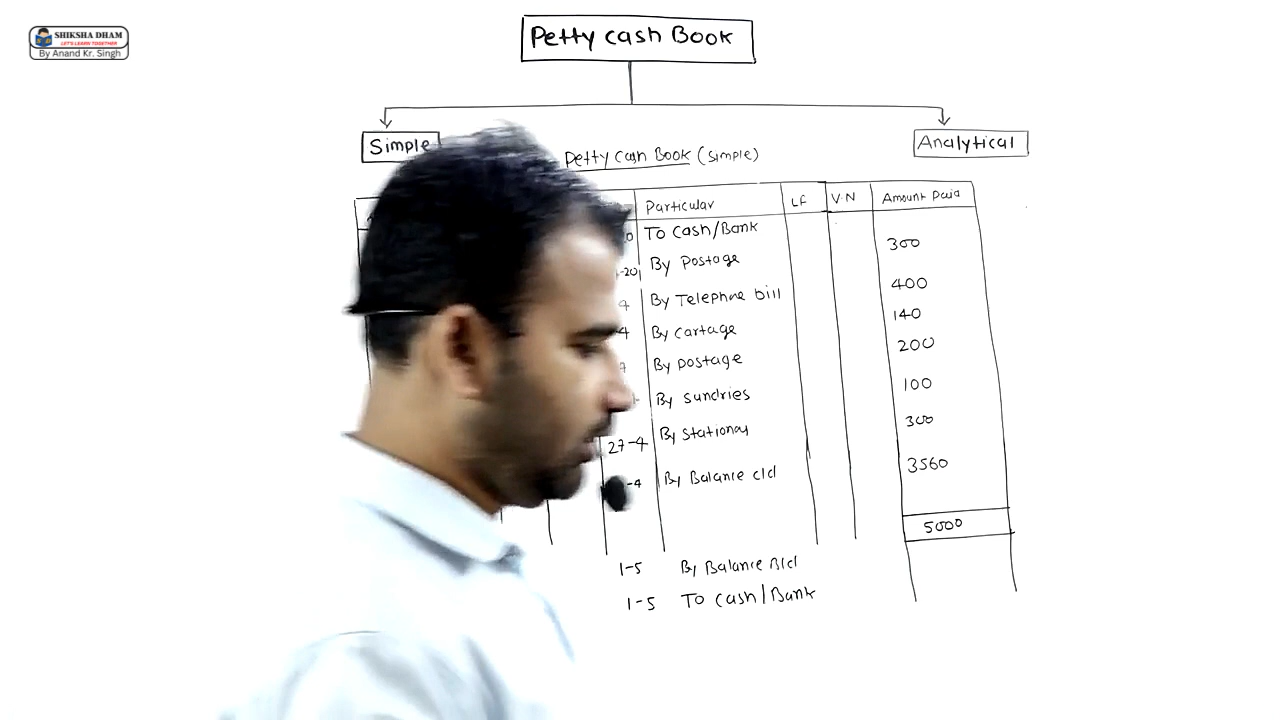 SHIKSHA DHAM
LET'S LEARN TOGETHER
By Anand Kr. Singh
Petty cash Book
Simple
Analytical
Petty Cash Book (Simple)
Particular LF V.N Amount Paid
To Cash/Bank
300
By Postage
400
By Telephne bill
140
By cartage
200
By postage
100
By sundries
300
27-4 By stationay
3560
-4 By Balance c/d
5000
1-5 By Balance B/d
1-5 To cash/Bank